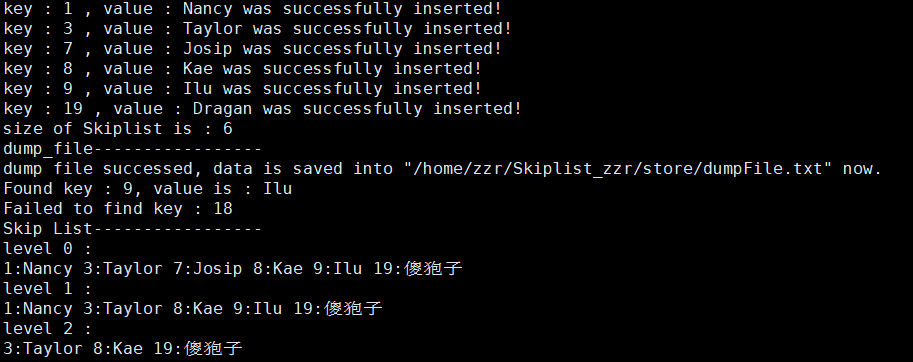 key : 1 , value : Nancy was successfully inserted!
key : 3 , value : Taylor was successfully inserted!
key : 7 , value : Josip was successfully inserted!
key : 8 , value : Kae was successfully inserted!
key : 9 , value : Ilu was successfully inserted!
key : 19 , value : Dragan was successfully inserted!
size of Skiplist is : 6
dump_file-----------------
dump file successed, data is saved into "/home/zzr/Skiplist_zzr/store/dumpFile.txt" now.
Found key : 9, value is : Ilu
Failed to find key : 18
Skip List-----------------
level 0 :
1:Nancy 3:Taylor 7:Josip 8:Kae 9:Ilu 19:傻狍子
level 1 :
1:Nancy 3:Taylor 8:Kae 9:Ilu 19:傻狍子
level 2 :
3:Taylor 8:Kae 19:傻狍子